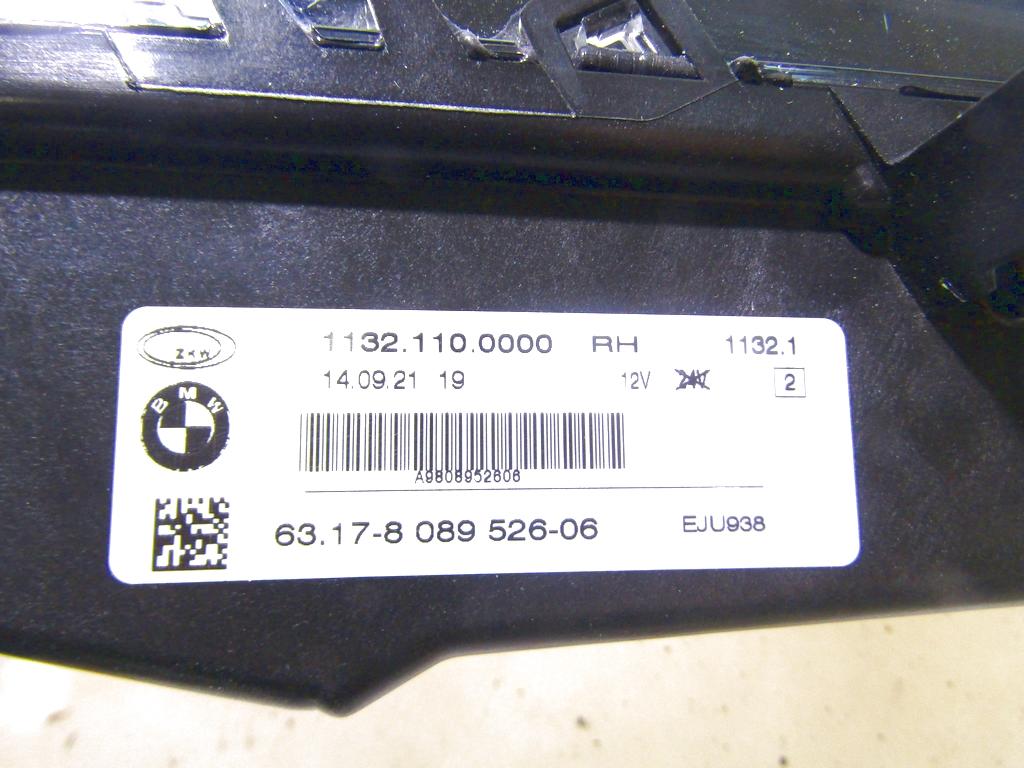 ZKW 1132.110.0000 RH 1132.1
14.09.21 19 12V 24V 2
BMW
A9808952606
63.17-8 089 526-06 EJU938